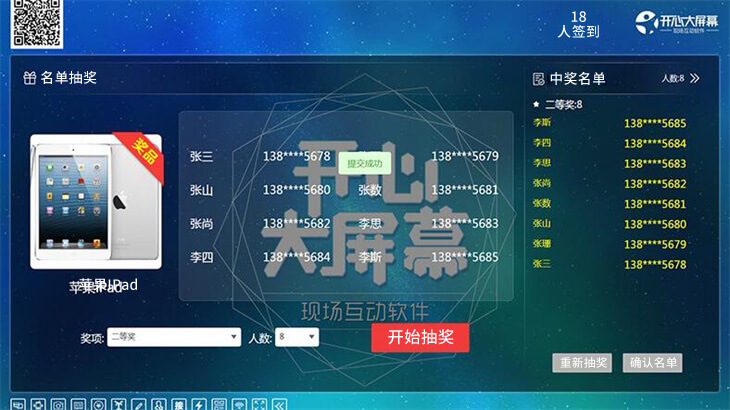 18
人签到
开心大屏幕
现场互动软件
名单抽奖
中奖名单
人数:8
二等奖:8
李斯 138****5685
李四 138****5684
李思 138****5683
张尚 138****5682
张数 138****5681
张山 138****5680
张珊 138****5679
张三 138****5678
奖品
张三 138****5678 138****5679
提交成功
张山 138****5680 张数 138****5681
张尚 138****5682 李思 138****5683
李四 138****5684 李斯 138****5685
开心
大屏幕
现场互动软件
苹果iPad
苹果iPad
奖项: 二等奖 人数: 8 开始抽奖
重新抽奖 确认名单